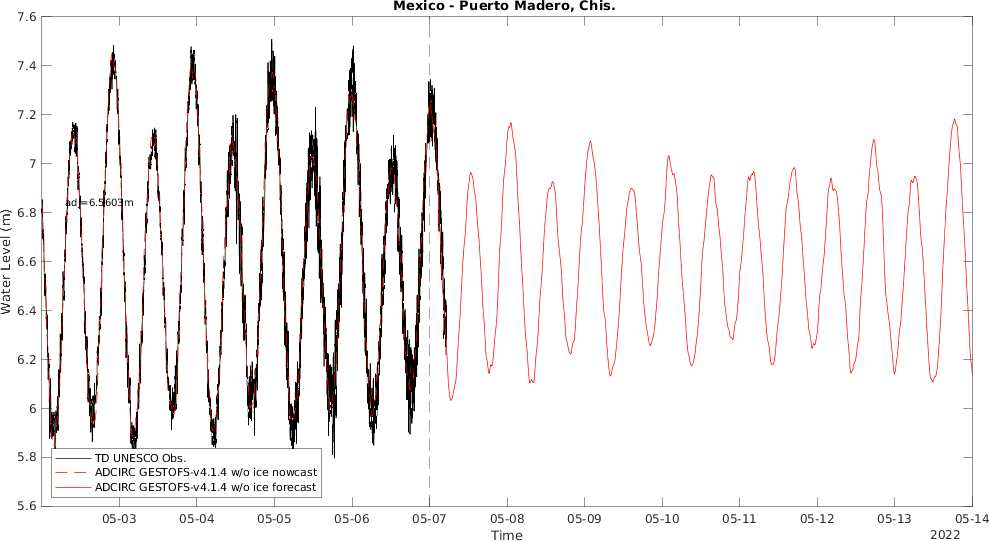 Mexico - Puerto Madero, Chis.
7.6
7.4
7.2
7
6.8
6.6
6.4
6.2
6
5.8
5.6
Water Level (m)
adj=6.5603m
TD UNESCO Obs.
ADCIRC GESTOFS-v4.1.4 w/o ice nowcast
ADCIRC GESTOFS-v4.1.4 w/o ice forecast
05-03 05-04 05-05 05-06 05-07 05-08 05-09 05-10 05-11 05-12 05-13 05-14
Time
2022